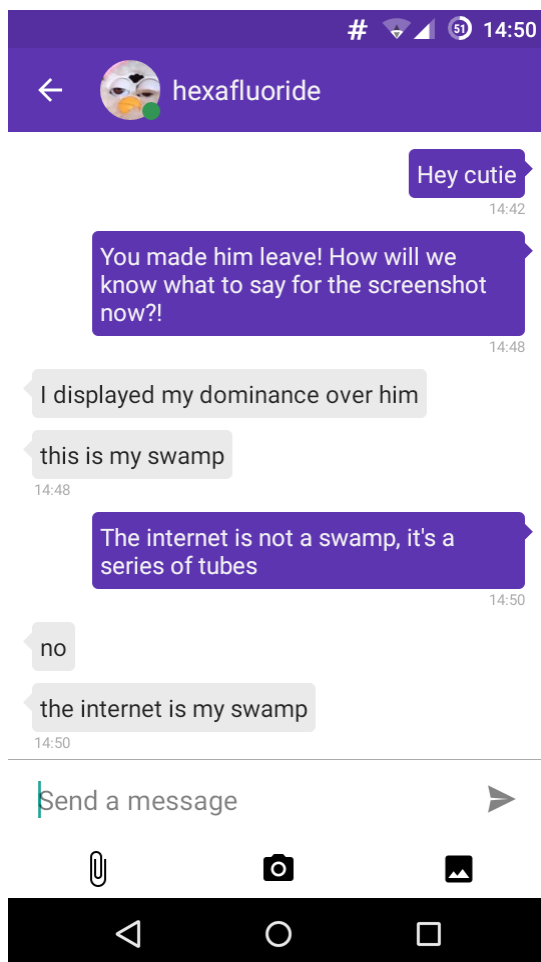 # 51 14:50
hexafluoride
Hey cutie
14:42
You made him leave! How will we
know what to say for the screenshot
now?!
14:48
I displayed my dominance over him
this is my swamp
14:48
The internet is not a swamp, it's a
series of tubes
14:50
no
the internet is my swamp
14:50
Send a message